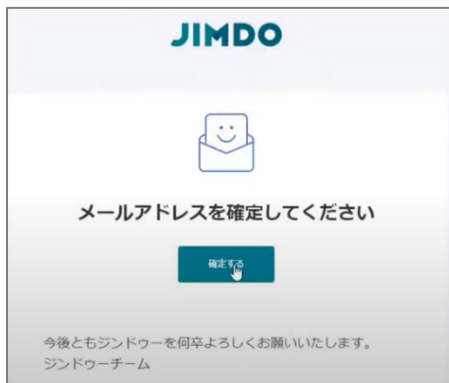 JIMDO
メールアドレスを確定してください
確定する
今後ともジンドゥーを何卒よろしくお願いいたします。
ジンドゥーチーム